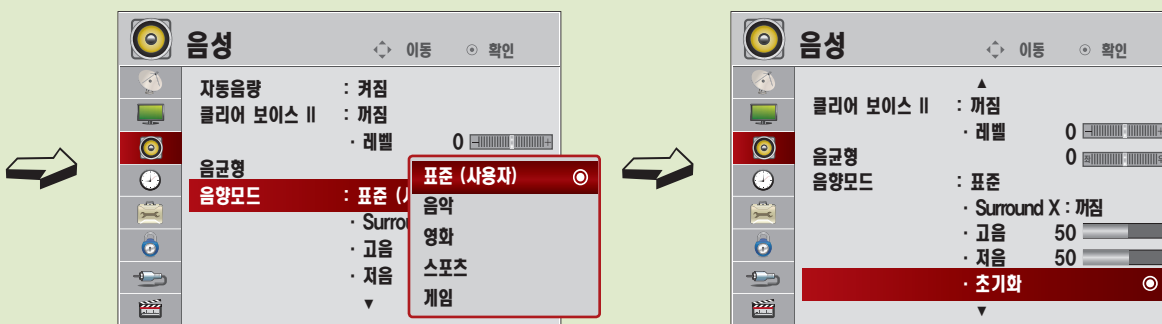 음성 이동 확인
자동음량 : 켜짐
클리어 보이스 II : 꺼짐
· 레벨 0 - +
음균형
음향모드 : 표준 (
· Surro
· 고음
· 저음
▼
표준 (사용자)
음악
영화
스포츠
게임
음성 이동 확인
▲
클리어 보이스 II : 꺼짐
· 레벨 0 - +
음균형 0 좌 우
음향모드 : 표준
· Surround X : 꺼짐
· 고음 50
· 저음 50
· 초기화
▼